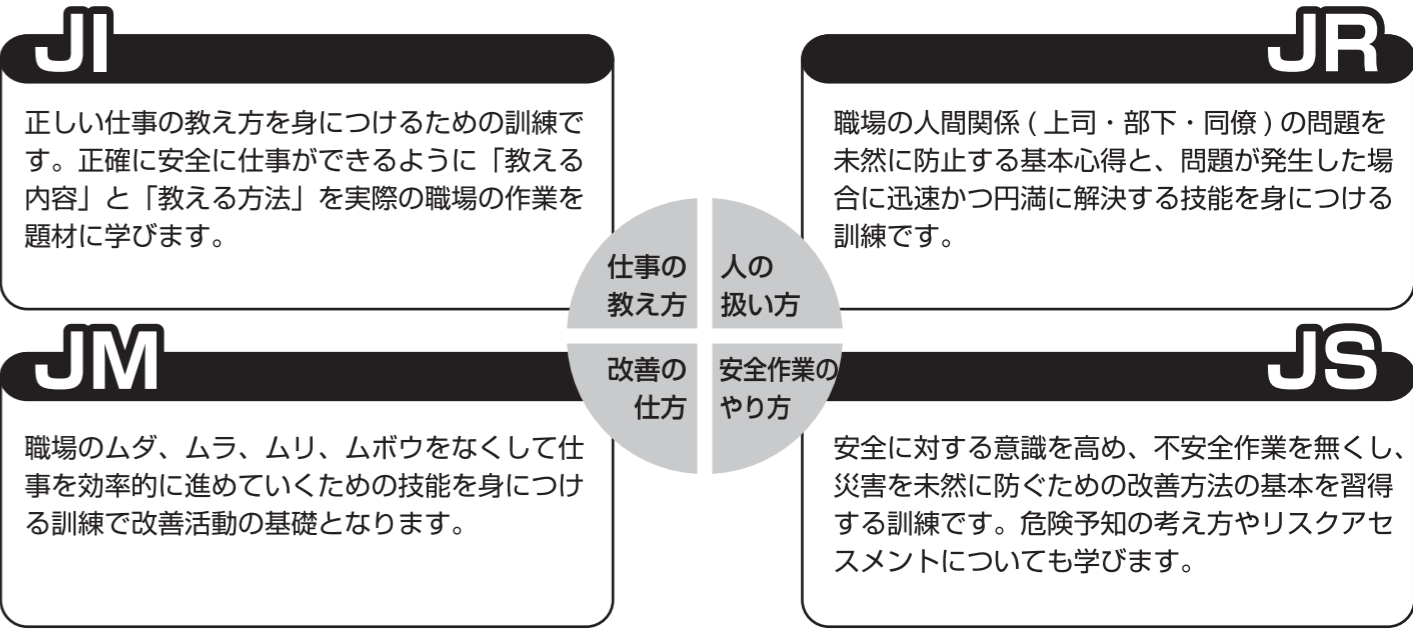 JI
正しい仕事の教え方を身につけるための訓練で
す。正確に安全に仕事ができるように「教える
内容」と「教える方法」を実際の職場の作業を
題材に学びます。
JR
職場の人間関係 ( 上司・部下・同僚 ) の問題を
未然に防止する基本心得と、問題が発生した場
合に迅速かつ円満に解決する技能を身につける
訓練です。
仕事の
教え方
人の
扱い方
改善の
仕方
安全作業の
やり方
JM
職場のムダ、ムラ、ムリ、ムボウをなくして仕
事を効率的に進めていくための技能を身につけ
る訓練で改善活動の基礎となります。
JS
安全に対する意識を高め、不安全作業を無くし、
災害を未然に防ぐための改善方法の基本を習得
する訓練です。危険予知の考え方やリスクアセ
スメントについても学びます。